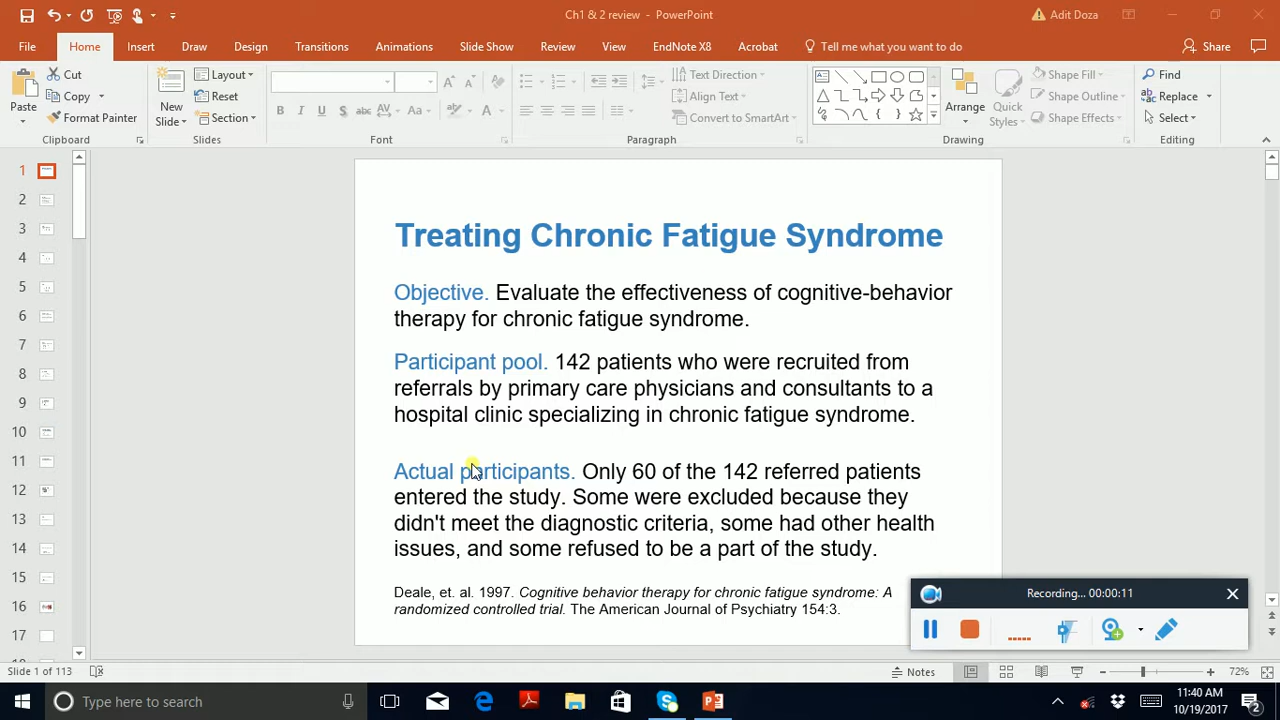 Ch1 & 2 review - PowerPoint
Adit Doza
File Home Insert Draw Design Transitions Animations Slide Show Review View EndNote X8 Acrobat Tell me what you want to do Share
Paste
Cut
Copy
Format Painter
Clipboard
New
Slide
Layout
Reset
Section
Slides
B I U S abc AV Aa A
Font
Text Direction
Align Text
Convert to SmartArt
Paragraph
Arrange
Quick
Styles
Shape Fill
Shape Outline
Shape Effects
Drawing
Find
Replace
Select
Editing
1
2
3
4
5
6
7
8
9
10
11
12
13
14
15
16
17
Treating Chronic Fatigue Syndrome
Objective. Evaluate the effectiveness of cognitive-behavior
therapy for chronic fatigue syndrome.
Participant pool. 142 patients who were recruited from
referrals by primary care physicians and consultants to a
hospital clinic specializing in chronic fatigue syndrome.
Actual participants. Only 60 of the 142 referred patients
entered the study. Some were excluded because they
didn't meet the diagnostic criteria, some had other health
issues, and some refused to be a part of the study.
Deale, et. al. 1997. Cognitive behavior therapy for chronic fatigue syndrome: A
randomized controlled trial. The American Journal of Psychiatry 154:3.
Recording... 00:00:11
Slide 1 of 113
Notes
72%
Type here to search
11:40 AM
10/19/2017
2